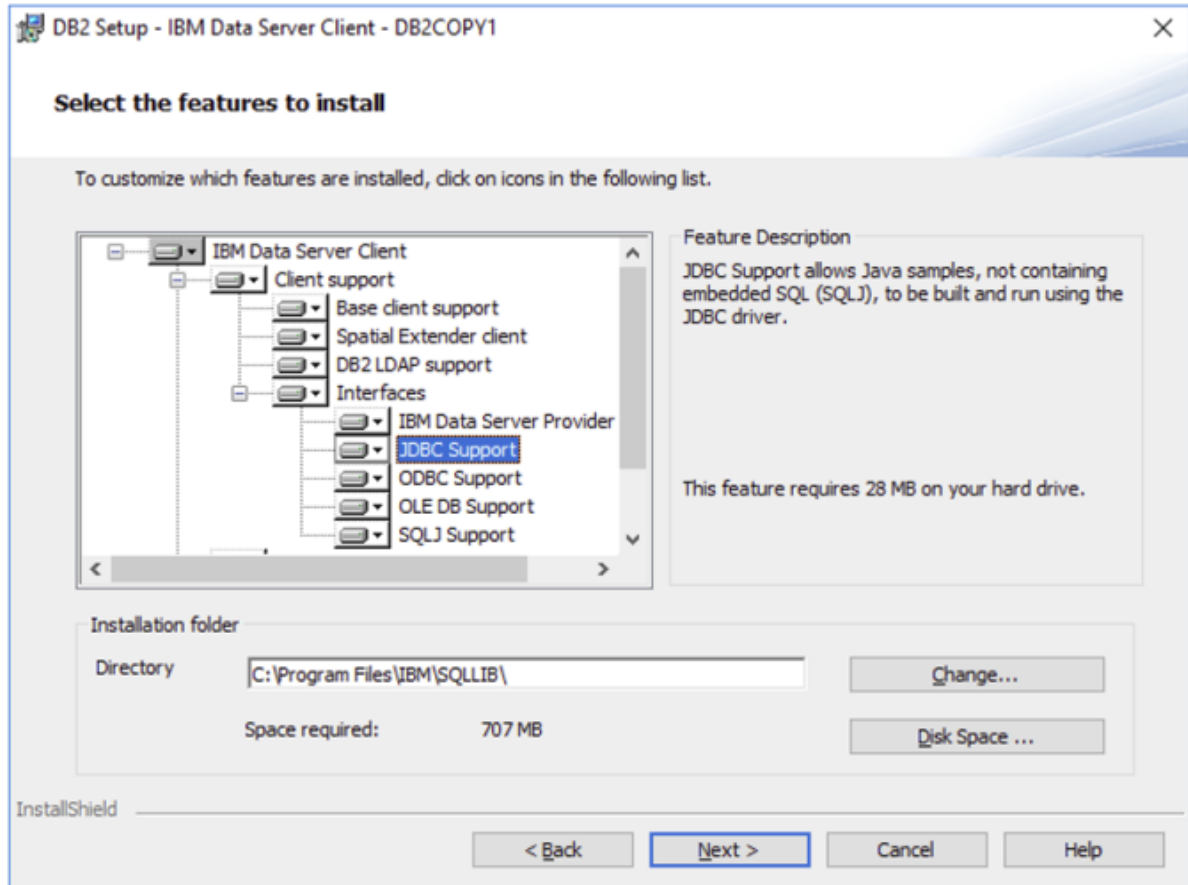 DB2 Setup - IBM Data Server Client - DB2COPY1
Select the features to install
To customize which features are installed, click on icons in the following list.
IBM Data Server Client
Client support
Base client support
Spatial Extender client
DB2 LDAP support
Interfaces
IBM Data Server Provider
JDBC Support
ODBC Support
OLE DB Support
SQLJ Support
Feature Description
JDBC Support allows Java samples, not containing
embedded SQL (SQLJ), to be built and run using the
JDBC driver.
This feature requires 28 MB on your hard drive.
Installation folder
Directory
C:\Program Files\IBM\SQLLIB\
Change...
Space required: 707 MB
Disk Space ...
InstallShield
< Back
Next >
Cancel
Help